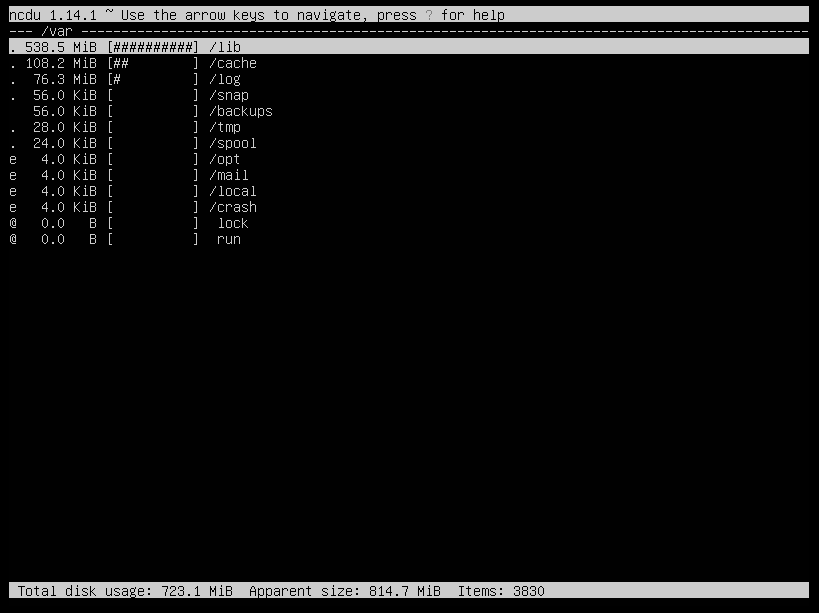 ncdu 1.14.1 ~ Use the arrow keys to navigate, press ? for help
--- /var -------------------------------------------------------------------------------------------
. 538.5 MiB [##########] /lib
. 108.2 MiB [##        ] /cache
.  76.3 MiB [#         ] /log
.  56.0 KiB [          ] /snap
   56.0 KiB [          ] /backups
.  28.0 KiB [          ] /tmp
.  24.0 KiB [          ] /spool
e   4.0 KiB [          ] /opt
e   4.0 KiB [          ] /mail
e   4.0 KiB [          ] /local
e   4.0 KiB [          ] /crash
@   0.0   B [          ]  lock
@   0.0   B [          ]  run
 Total disk usage: 723.1 MiB  Apparent size: 814.7 MiB  Items: 3830